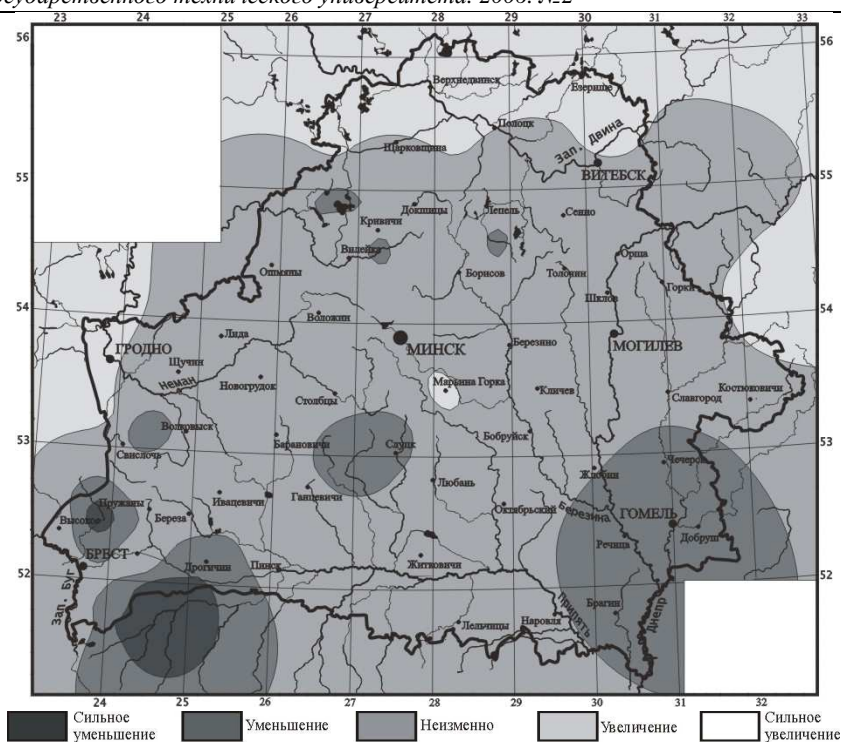 осударственного технического университета. 2008. №2
23 24 25 26 27 28 29 30 31 32 33
56 56
Верхнедвинск
Езерище
Полоцк
Зап. Двина
Шарковщина
ВИТЕБСК
55 55
Докшицы Лепель Сенно
Кривичи
Вилейка Орша
Ошмяны Борисов Толочин
Горки
Шклов
54 54
Воложин
Лида МИНСК Березино МОГИЛЕВ
ГРОДНО
Щучин
Неман Новогрудок Марьина Горка Кличев Костюковичи
Столбцы Славгород
Волковыск Барановичи Слуцк Бобруйск
53 53
Свислочь Жлобин Чечерск
Ивацевичи Ганцевичи Любань
Пружаны Октябрьский Березина ГОМЕЛЬ
Высокое Береза Добруш
Речица
БРЕСТ Житковичи
52 Дрогичин Пинск 52
Зап. Буг Брагин
Лельчицы Наровля Припять Днепр
24 25 26 27 28 29 30 31 32
Сильное уменьшение
Уменьшение
Неизменно
Увеличение
Сильное увеличение